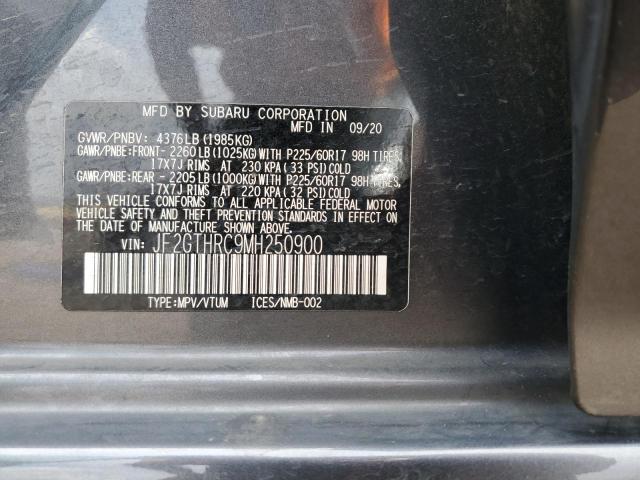 MFD BY SUBARU CORPORATION
MFD IN 09/20
GVWR/PNBV: 4376LB(1985KG)
GAWR/PNBE:FRONT- 2260LB(1025KG)WITH P225/60R17 98H TIRES,
17X7J RIMS AT 230 KPA(33 PSI)COLD
GAWR/PNBE:REAR - 2205LB(1000KG)WITH P225/60R17 98H TIRES,
17X7J RIMS AT 220 KPA(32 PSI)COLD
THIS VEHICLE CONFORMS TO ALL APPLICABLE FEDERAL MOTOR
VEHICLE SAFETY AND THEFT PREVENTION STANDARDS IN EFFECT ON
THE DATE OF MANUFACTURE SHOWN ABOVE.
VIN: JF2GTHRC9MH250900
TYPE:MPV/VTUM ICES/NMB-002